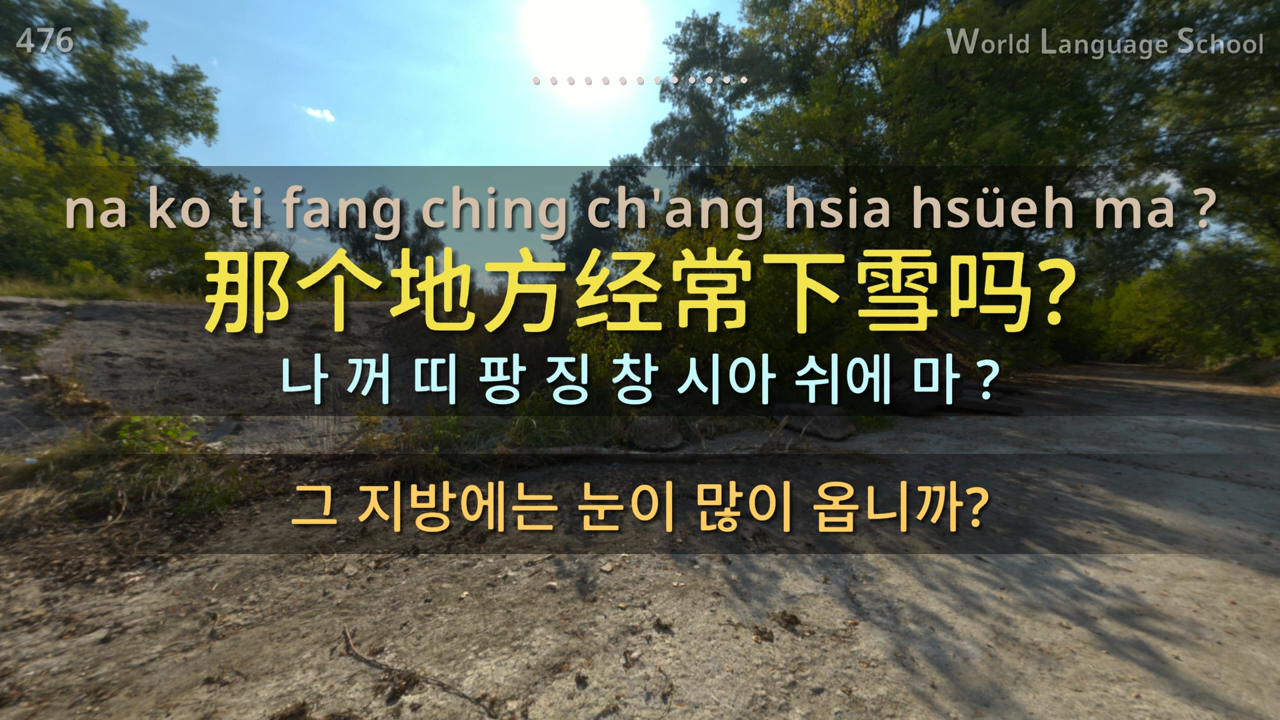 476
World Language School
na ko ti fang ching ch'ang hsia hsüeh ma ?
那个地方经常下雪吗?
나 꺼 띠 팡 징 창 시아 쉬에 마 ?
그 지방에는 눈이 많이 옵니까?